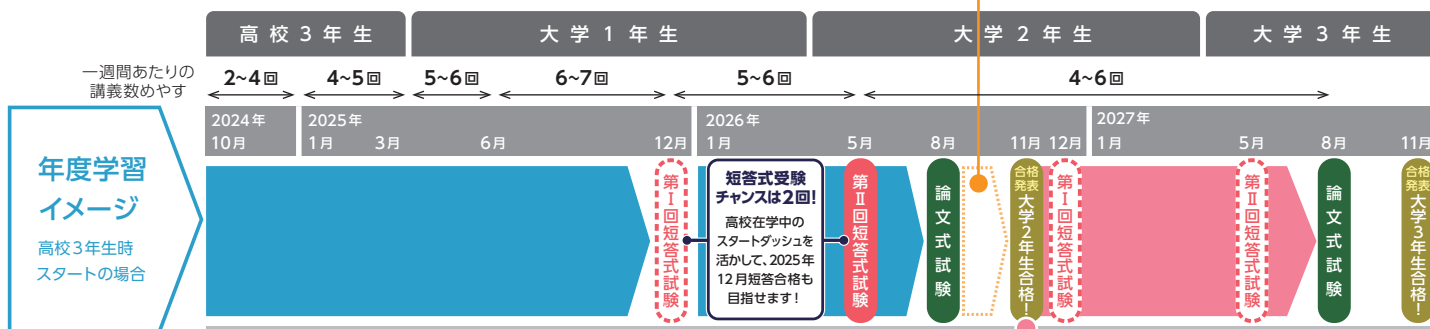 高校3年生
大学1年生
大学2年生
大学3年生
一週間あたりの
講義数めやす
2~4回
4~5回
5~6回
6~7回
5~6回
4~6回
2024年
10月
2025年
1月
3月
6月
12月
2026年
1月
5月
8月
11月
12月
2027年
1月
5月
8月
11月
年度学習
イメージ
高校3年生時
スタートの場合
第Ⅰ回短答式試験
短答式受験
チャンスは2回!
高校在学中の
スタートダッシュを
活かして、2025年
12月短答合格も
目指せます!
第Ⅱ回短答式試験
論文式試験
合格
発表
大学2年生合格!
第Ⅰ回短答式試験
第Ⅱ回短答式試験
論文式試験
合格
発表
大学3年生合格!